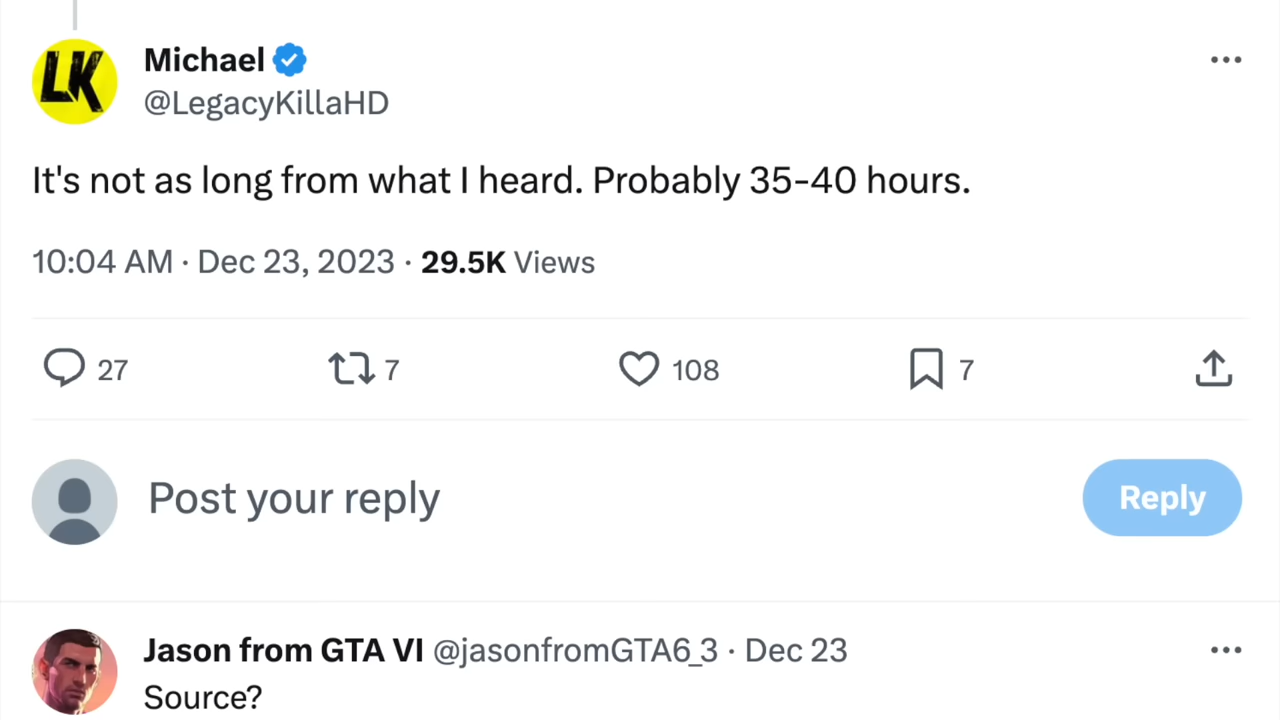 LK
Michael
@LegacyKillaHD
It's not as long from what I heard. Probably 35-40 hours.
10:04 AM · Dec 23, 2023 · 29.5K Views
27 7 108 7
Post your reply
Reply
Jason from GTA VI @jasonfromGTA6_3 · Dec 23
Source?